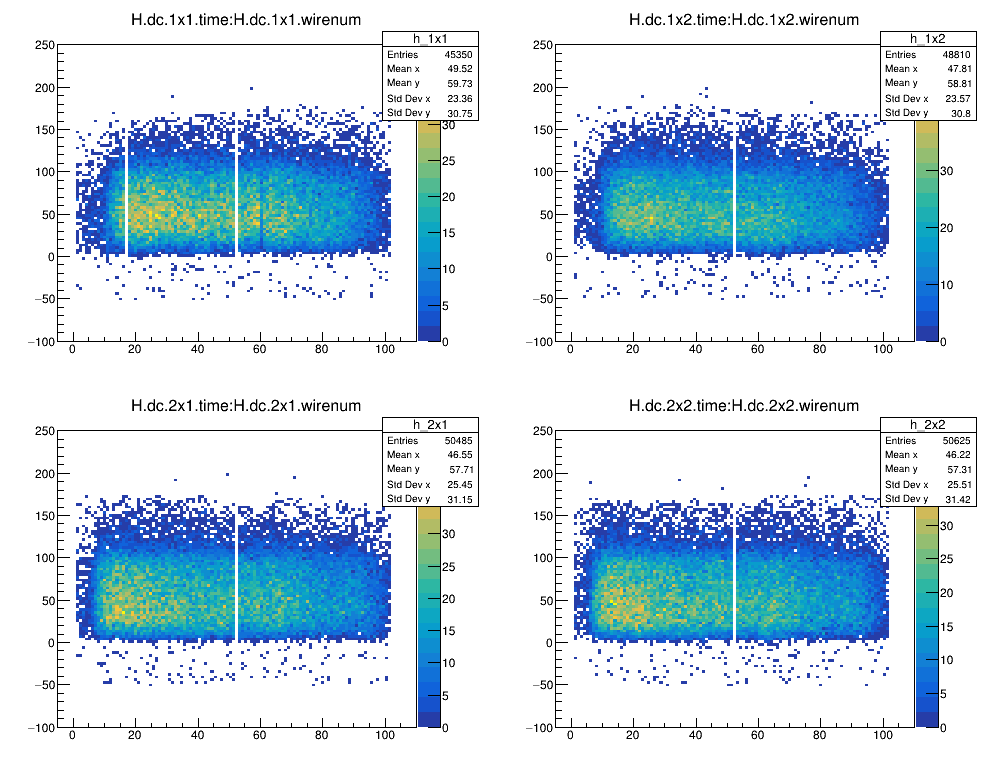 H.dc.1x1.time:H.dc.1x1.wirenum
h_1x1
Entries 45350
Mean x 49.52
Mean y 59.73
Std Dev x 23.36
Std Dev y 30.75
250
200
150
100
50
0
−50
−100
0 20 40 60 80 100
30
25
20
15
10
5
0
H.dc.1x2.time:H.dc.1x2.wirenum
h_1x2
Entries 48810
Mean x 47.81
Mean y 58.81
Std Dev x 23.57
Std Dev y 30.8
250
200
150
100
50
0
−50
−100
0 20 40 60 80 100
30
20
10
0
H.dc.2x1.time:H.dc.2x1.wirenum
h_2x1
Entries 50485
Mean x 46.55
Mean y 57.71
Std Dev x 25.45
Std Dev y 31.15
250
200
150
100
50
0
−50
−100
0 20 40 60 80 100
30
25
20
15
10
5
0
H.dc.2x2.time:H.dc.2x2.wirenum
h_2x2
Entries 50625
Mean x 46.22
Mean y 57.31
Std Dev x 25.51
Std Dev y 31.42
250
200
150
100
50
0
−50
−100
0 20 40 60 80 100
30
25
20
15
10
5
0